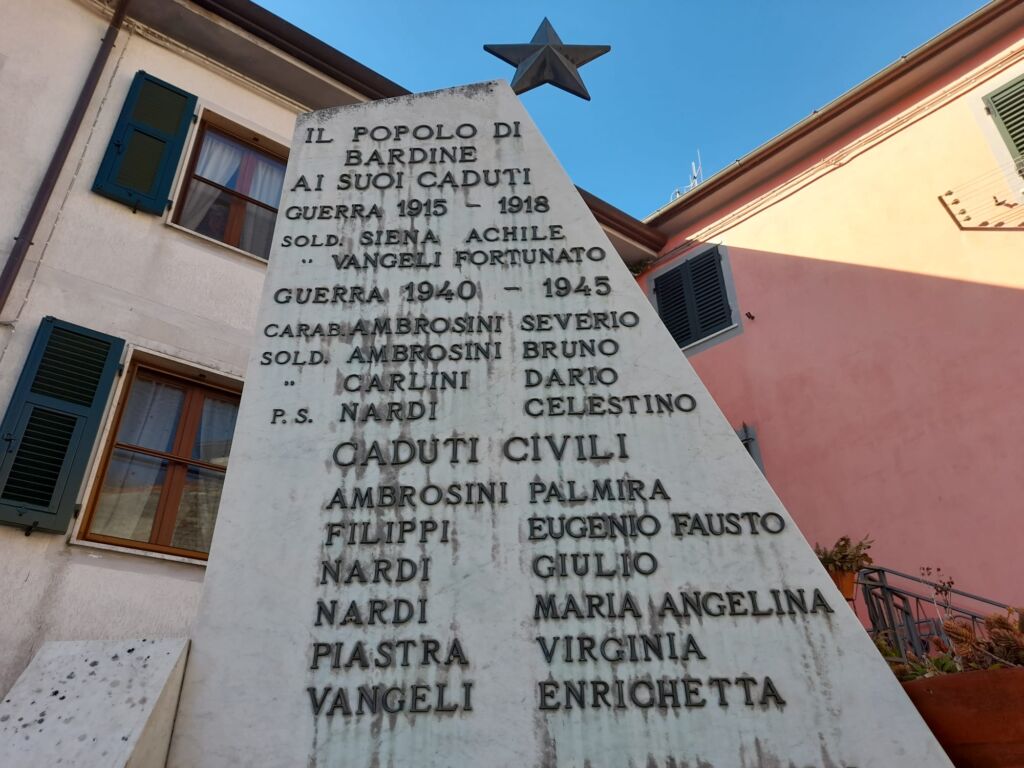 IL POPOLO DI
BARDINE
AI SUOI CADUTI
GUERRA 1915 - 1918
SOLD. SIENA ACHILE
" VANGELI FORTUNATO
GUERRA 1940 - 1945
CARAB. AMBROSINI SEVERIO
SOLD. AMBROSINI BRUNO
" CARLINI DARIO
P.S. NARDI CELESTINO
CADUTI CIVILI
AMBROSINI PALMIRA
FILIPPI EUGENIO FAUSTO
NARDI GIULIO
NARDI MARIA ANGELINA
PIASTRA VIRGINIA
VANGELI ENRICHETTA